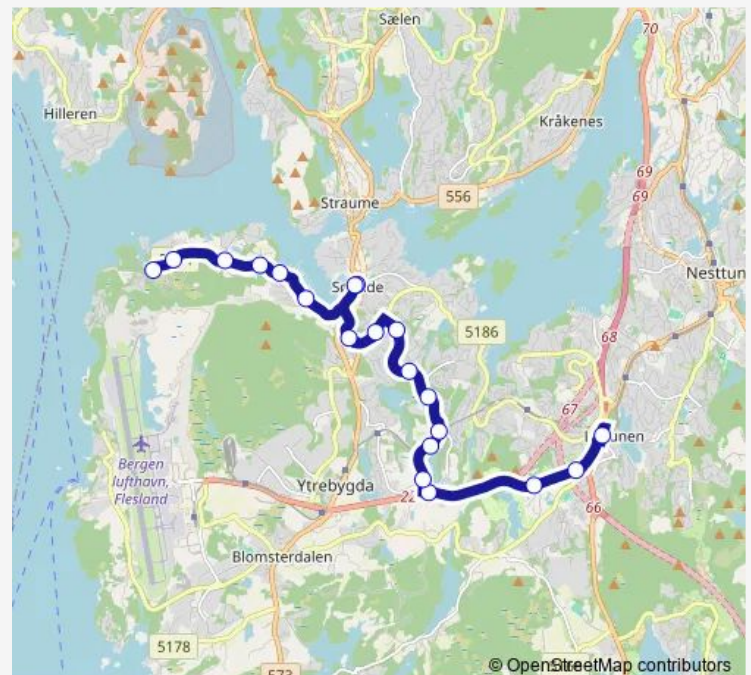 Sælen
70
Hilleren
Kråkenes
69
69
556
Straume
Nesttun
5186
68
67
Bergen
lufthavn,
Flesland
Ytrebygda
22
66
Blomsterdalen
5178
573
© OpenStreetMap contributors